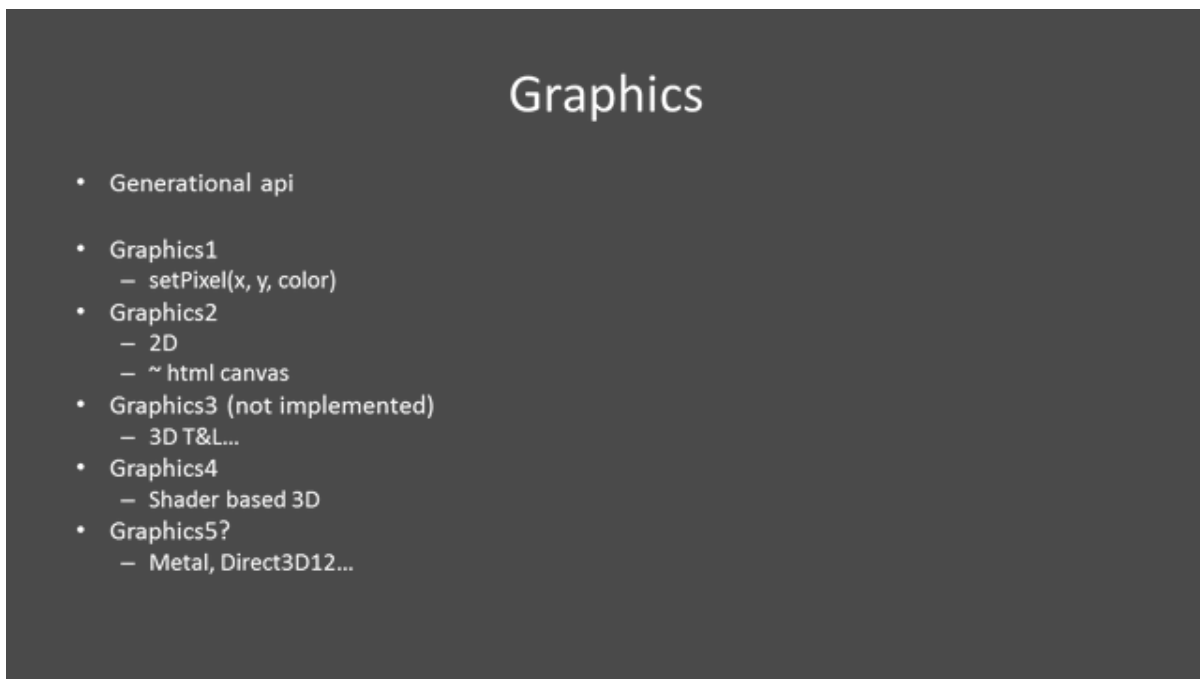 Graphics
• Generational api
• Graphics1
– setPixel(x, y, color)
• Graphics2
– 2D
– ~ html canvas
• Graphics3 (not implemented)
– 3D T&L...
• Graphics4
– Shader based 3D
• Graphics5?
– Metal, Direct3D12...